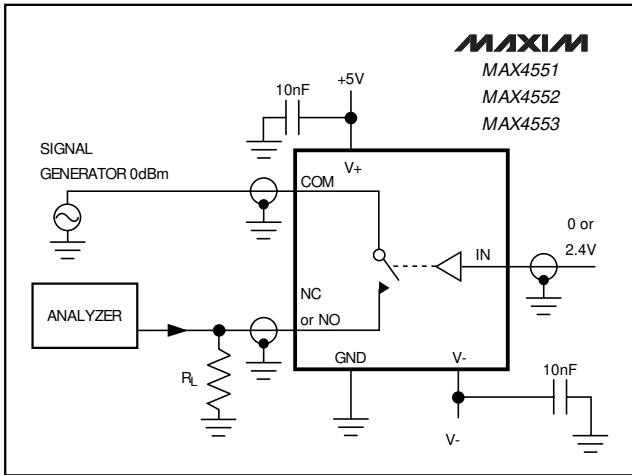 MAXIM
MAX4551
MAX4552
MAX4553
+5V
10nF
V+
SIGNAL
GENERATOR 0dBm
COM
0 or
2.4V
IN
NC
or NO
ANALYZER
GND
V-
RL
10nF
V-